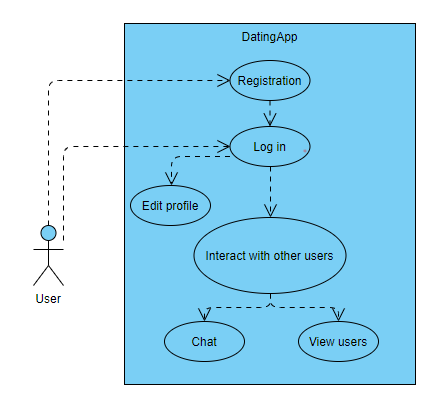 DatingApp
Registration
Log in
Edit profile
Interact with other users
User
Chat
View users